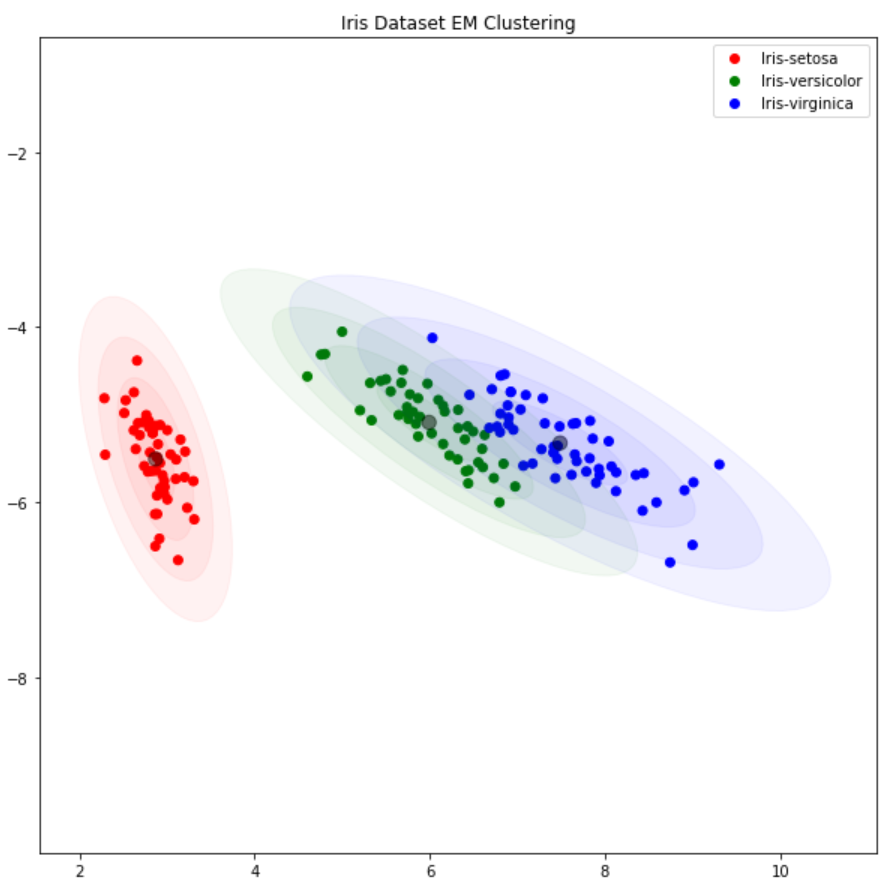 Iris Dataset EM Clustering
Iris-setosa
Iris-versicolor
Iris-virginica
−2
−4
−6
−8
2 4 6 8 10